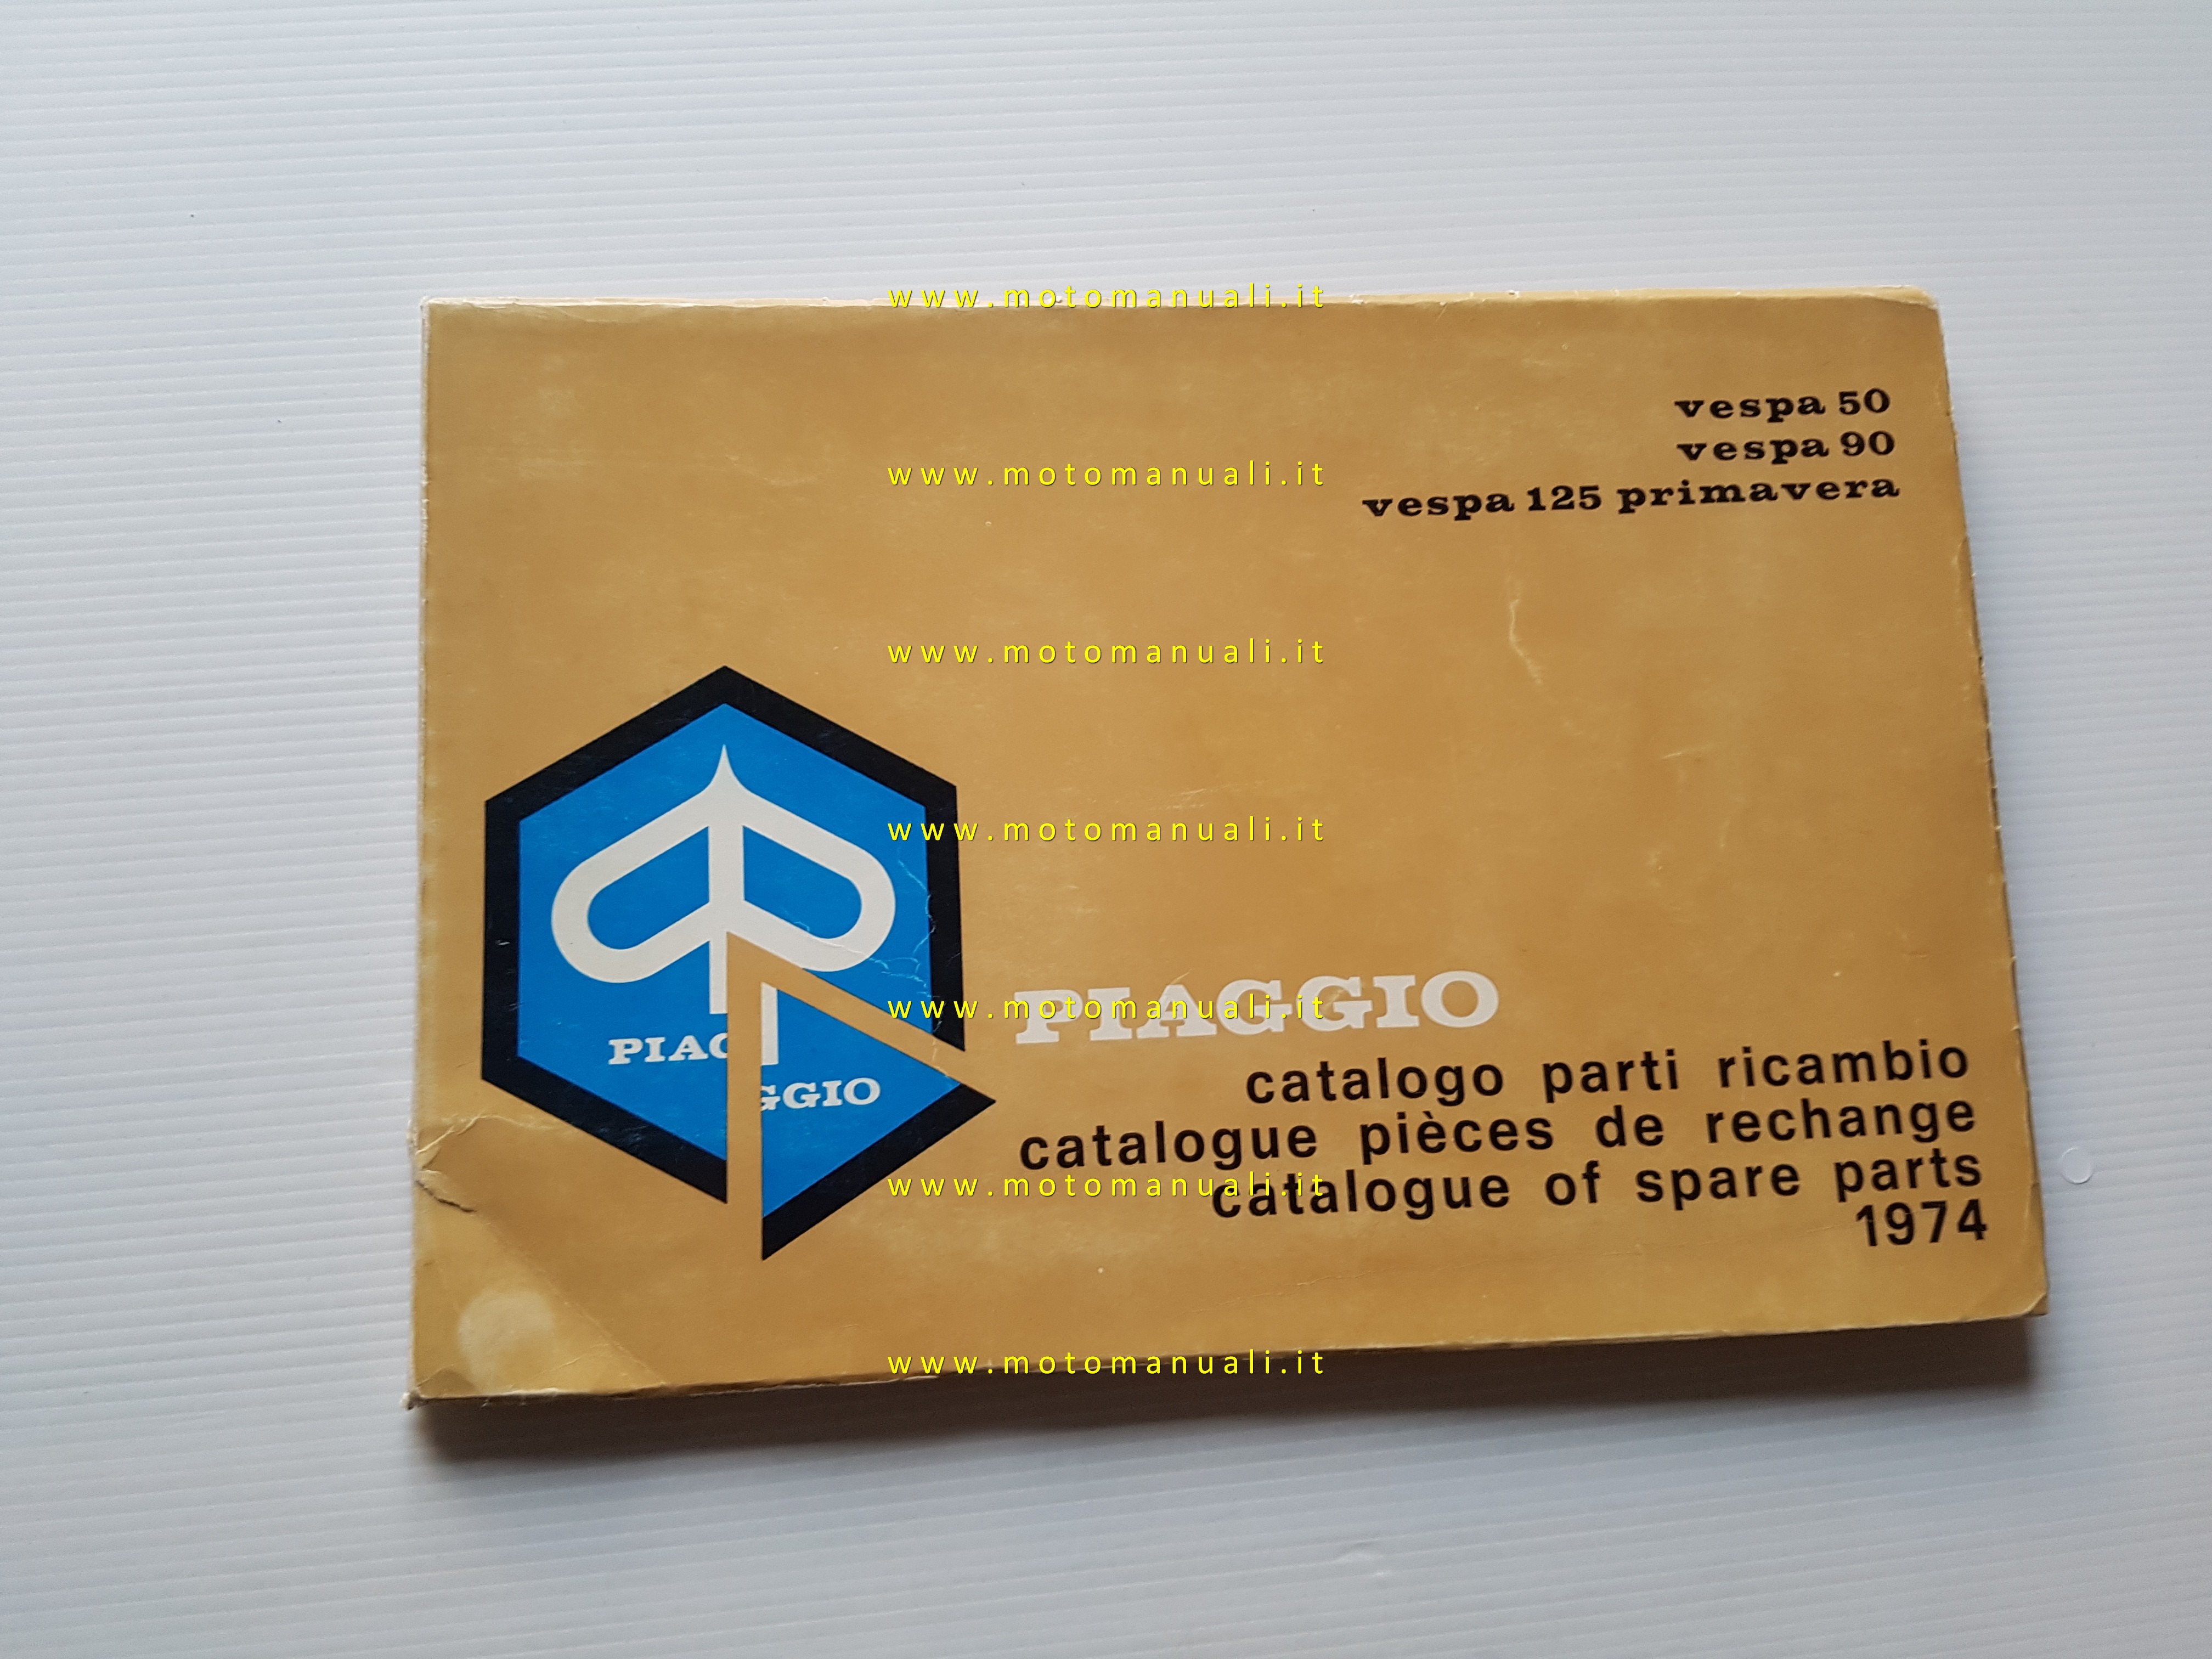 www.motomanuali.it
vespa 50
vespa 90
www.motomanuali.it
vespa 125 primavera
www.motomanuali.it
www.motomanuali.it
PIAGGIO
www.motomanuali.it
PIAGGIO
catalogo parti ricambio
catalogue pièces de rechange
catalogue of spare parts
www.motomanuali.it
1974
www.motomanuali.it